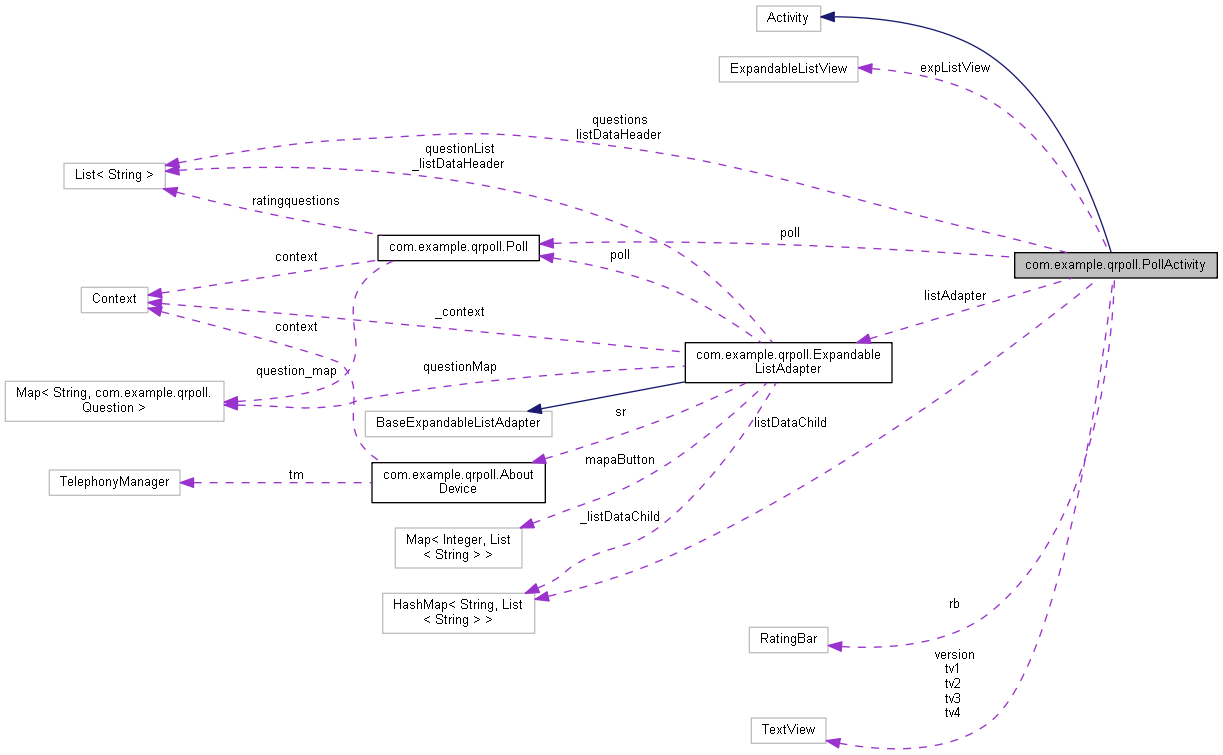 Activity
ExpandableListView
expListView
questions
listDataHeader
questionList
_listDataHeader
List< String >
ratingquestions
com.example.qrpoll.Poll
poll
poll
com.example.qrpoll.PollActivity
context
Context
_context
listAdapter
context
com.example.qrpoll.Expandable
ListAdapter
question_map
questionMap
Map< String, com.example.qrpoll.
Question >
BaseExpandableListAdapter
sr
listDataChild
mapaButton
com.example.qrpoll.About
Device
tm
TelephonyManager
_listDataChild
Map< Integer, List
< String > >
HashMap< String, List
< String > >
rb
RatingBar
version
tv1
tv2
tv3
tv4
TextView